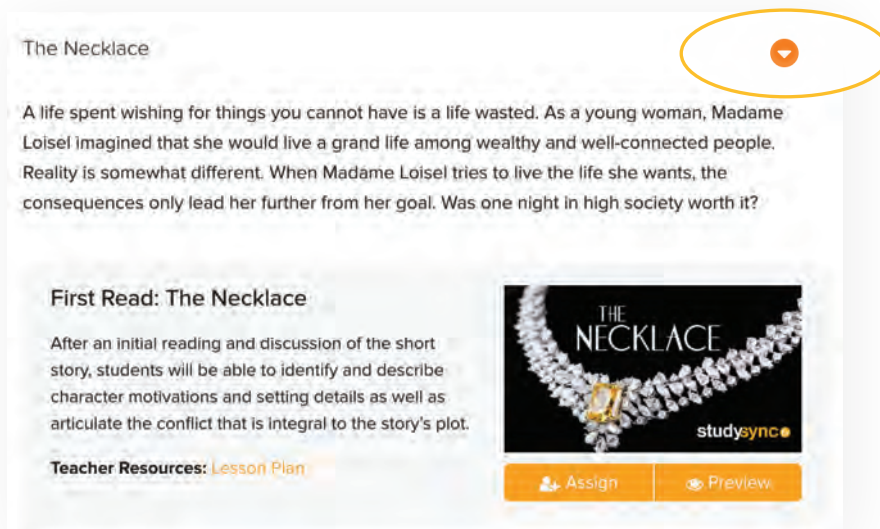 The Necklace
A life spent wishing for things you cannot have is a life wasted. As a young woman, Madame
Loisel imagined that she would live a grand life among wealthy and well-connected people.
Reality is somewhat different. When Madame Loisel tries to live the life she wants, the
consequences only lead her further from her goal. Was one night in high society worth it?
First Read: The Necklace
After an initial reading and discussion of the short
story, students will be able to identify and describe
character motivations and setting details as well as
articulate the conflict that is integral to the story's plot.
Teacher Resources: Lesson Plan
THE
NECKLACE
studysync
Assign
Preview